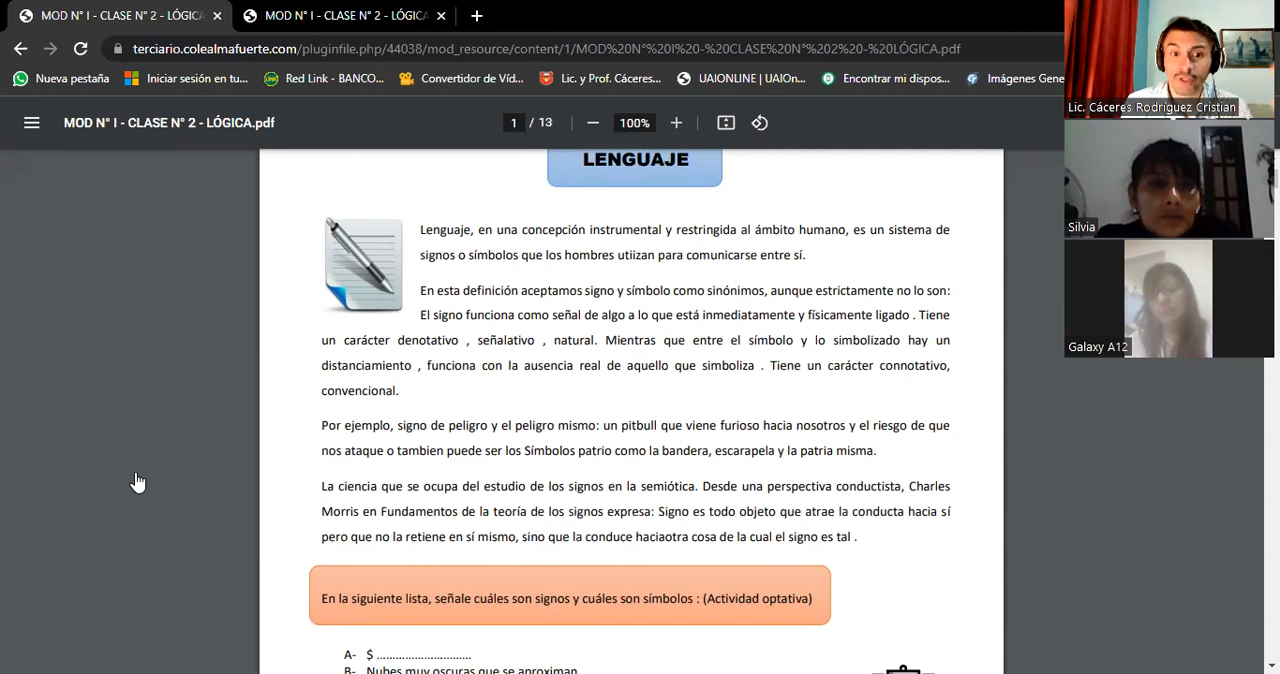 MOD N° I - CLASE N° 2 - LÓGICA
MOD N° I - CLASE N° 2 - LÓGICA
terciario.colealmafuerte.com/pluginfile.php/44038/mod_resource/content/1/MOD%20N°%20I%20-%20CLASE%20N°%202%20-%20LÓGICA.pdf
Nueva pestaña
Iniciar sesión en tu...
Red Link - BANCO...
Convertidor de Víd...
Lic. y Prof. Cáceres...
UAIONLINE | UAIOn...
Encontrar mi dispos...
Imágenes Gene
MOD N° I - CLASE N° 2 - LÓGICA.pdf
1 / 13
100%
Lic. Cáceres Rodríguez Cristian
Silvia
Galaxy A12
LENGUAJE
Lenguaje, en una concepción instrumental y restringida al ámbito humano, es un sistema de
signos o símbolos que los hombres utiizan para comunicarse entre sí.
En esta definición aceptamos signo y símbolo como sinónimos, aunque estrictamente no lo son:
El signo funciona como señal de algo a lo que está inmediatamente y físicamente ligado . Tiene
un carácter denotativo , señalativo , natural. Mientras que entre el símbolo y lo simbolizado hay un
distanciamiento , funciona con la ausencia real de aquello que simboliza . Tiene un carácter connotativo,
convencional.
Por ejemplo, signo de peligro y el peligro mismo: un pitbull que viene furioso hacia nosotros y el riesgo de que
nos ataque o tambien puede ser los Símbolos patrio como la bandera, escarapela y la patria misma.
La ciencia que se ocupa del estudio de los signos en la semiótica. Desde una perspectiva conductista, Charles
Morris en Fundamentos de la teoría de los signos expresa: Signo es todo objeto que atrae la conducta hacia sí
pero que no la retiene en sí mismo, sino que la conduce haciaotra cosa de la cual el signo es tal .
En la siguiente lista, señale cuáles son signos y cuáles son símbolos : (Actividad optativa)
A- $ ............................
B- Nubes muy oscuras que se aproximan